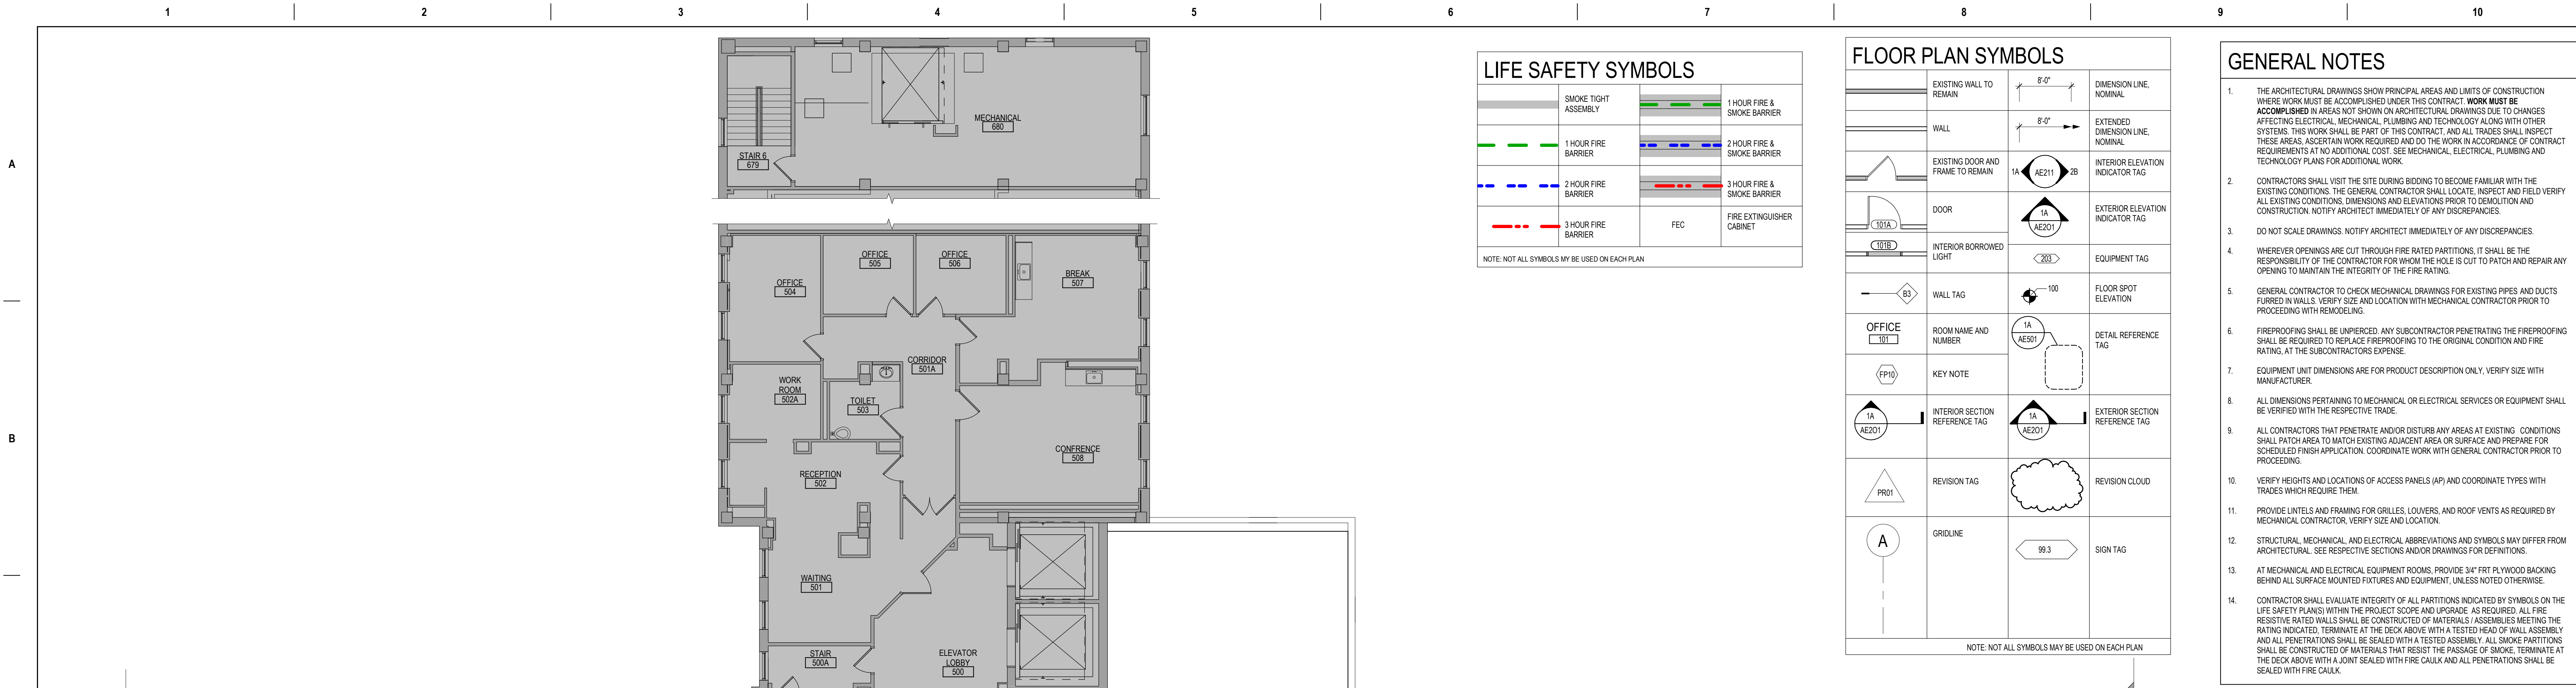 1 2 3 4 5 6 7 8 9 10
A
B
MECHANICAL
680
STAIR 6
679
OFFICE
505
OFFICE
506
OFFICE
504
BREAK
507
CORRIDOR
501A
WORK
ROOM
502A
TOILET
503
CONFRENCE
508
RECEPTION
502
WAITING
501
STAIR
500A
ELEVATOR
LOBBY
500
LIFE SAFETY SYMBOLS
SMOKE TIGHT
ASSEMBLY
1 HOUR FIRE &
SMOKE BARRIER
1 HOUR FIRE
BARRIER
2 HOUR FIRE &
SMOKE BARRIER
2 HOUR FIRE
BARRIER
3 HOUR FIRE &
SMOKE BARRIER
3 HOUR FIRE
BARRIER
FEC
FIRE EXTINGUISHER
CABINET
NOTE: NOT ALL SYMBOLS MY BE USED ON EACH PLAN
FLOOR PLAN SYMBOLS
EXISTING WALL TO
REMAIN
8'-0"
DIMENSION LINE,
NOMINAL
WALL
8'-0"
EXTENDED
DIMENSION LINE,
NOMINAL
EXISTING DOOR AND
FRAME TO REMAIN
1A AE211 2B
INTERIOR ELEVATION
INDICATOR TAG
101A
DOOR
1A
AE2O1
EXTERIOR ELEVATION
INDICATOR TAG
101B
INTERIOR BORROWED
LIGHT
203
EQUIPMENT TAG
B3
WALL TAG
100
FLOOR SPOT
ELEVATION
OFFICE
101
ROOM NAME AND
NUMBER
1A
AE501
DETAIL REFERENCE
TAG
FP10
KEY NOTE
1A
AE2O1
INTERIOR SECTION
REFERENCE TAG
1A
AE2O1
EXTERIOR SECTION
REFERENCE TAG
PR01
REVISION TAG
REVISION CLOUD
A
GRIDLINE
99.3
SIGN TAG
NOTE: NOT ALL SYMBOLS MAY BE USED ON EACH PLAN
GENERAL NOTES
1. THE ARCHITECTURAL DRAWINGS SHOW PRINCIPAL AREAS AND LIMITS OF CONSTRUCTION
WHERE WORK MUST BE ACCOMPLISHED UNDER THIS CONTRACT. WORK MUST BE
ACCOMPLISHED IN AREAS NOT SHOWN ON ARCHITECTURAL DRAWINGS DUE TO CHANGES
AFFECTING ELECTRICAL, MECHANICAL, PLUMBING AND TECHNOLOGY ALONG WITH OTHER
SYSTEMS. THIS WORK SHALL BE PART OF THIS CONTRACT, AND ALL TRADES SHALL INSPECT
THESE AREAS, ASCERTAIN WORK REQUIRED AND DO THE WORK IN ACCORDANCE OF CONTRACT
REQUIREMENTS AT NO ADDITIONAL COST. SEE MECHANICAL, ELECTRICAL, PLUMBING AND
TECHNOLOGY PLANS FOR ADDITIONAL WORK.
2. CONTRACTORS SHALL VISIT THE SITE DURING BIDDING TO BECOME FAMILIAR WITH THE
EXISTING CONDITIONS. THE GENERAL CONTRACTOR SHALL LOCATE, INSPECT AND FIELD VERIFY
ALL EXISTING CONDITIONS, DIMENSIONS AND ELEVATIONS PRIOR TO DEMOLITION AND
CONSTRUCTION. NOTIFY ARCHITECT IMMEDIATELY OF ANY DISCREPANCIES.
3. DO NOT SCALE DRAWINGS. NOTIFY ARCHITECT IMMEDIATELY OF ANY DISCREPANCIES.
4. WHEREVER OPENINGS ARE CUT THROUGH FIRE RATED PARTITIONS, IT SHALL BE THE
RESPONSIBILITY OF THE CONTRACTOR FOR WHOM THE HOLE IS CUT TO PATCH AND REPAIR ANY
OPENING TO MAINTAIN THE INTEGRITY OF THE FIRE RATING.
5. GENERAL CONTRACTOR TO CHECK MECHANICAL DRAWINGS FOR EXISTING PIPES AND DUCTS
FURRED IN WALLS. VERIFY SIZE AND LOCATION WITH MECHANICAL CONTRACTOR PRIOR TO
PROCEEDING WITH REMODELING.
6. FIREPROOFING SHALL BE UNPIERCED. ANY SUBCONTRACTOR PENETRATING THE FIREPROOFING
SHALL BE REQUIRED TO REPLACE FIREPROOFING TO THE ORIGINAL CONDITION AND FIRE
RATING, AT THE SUBCONTRACTORS EXPENSE.
7. EQUIPMENT UNIT DIMENSIONS ARE FOR PRODUCT DESCRIPTION ONLY, VERIFY SIZE WITH
MANUFACTURER.
8. ALL DIMENSIONS PERTAINING TO MECHANICAL OR ELECTRICAL SERVICES OR EQUIPMENT SHALL
BE VERIFIED WITH THE RESPECTIVE TRADE.
9. ALL CONTRACTORS THAT PENETRATE AND/OR DISTURB ANY AREAS AT EXISTING CONDITIONS
SHALL PATCH AREA TO MATCH EXISTING ADJACENT AREA OR SURFACE AND PREPARE FOR
SCHEDULED FINISH APPLICATION. COORDINATE WORK WITH GENERAL CONTRACTOR PRIOR TO
PROCEEDING.
10. VERIFY HEIGHTS AND LOCATIONS OF ACCESS PANELS (AP) AND COORDINATE TYPES WITH
TRADES WHICH REQUIRE THEM.
11. PROVIDE LINTELS AND FRAMING FOR GRILLES, LOUVERS, AND ROOF VENTS AS REQUIRED BY
MECHANICAL CONTRACTOR, VERIFY SIZE AND LOCATION.
12. STRUCTURAL, MECHANICAL, AND ELECTRICAL ABBREVIATIONS AND SYMBOLS MAY DIFFER FROM
ARCHITECTURAL. SEE RESPECTIVE SECTIONS AND/OR DRAWINGS FOR DEFINITIONS.
13. AT MECHANICAL AND ELECTRICAL EQUIPMENT ROOMS, PROVIDE 3/4" FRT PLYWOOD BACKING
BEHIND ALL SURFACE MOUNTED FIXTURES AND EQUIPMENT, UNLESS NOTED OTHERWISE.
14. CONTRACTOR SHALL EVALUATE INTEGRITY OF ALL PARTITIONS INDICATED BY SYMBOLS ON THE
LIFE SAFETY PLAN(S) WITHIN THE PROJECT SCOPE AND UPGRADE AS REQUIRED. ALL FIRE
RESISTIVE RATED WALLS SHALL BE CONSTRUCTED OF MATERIALS / ASSEMBLIES MEETING THE
RATING INDICATED, TERMINATE AT THE DECK ABOVE WITH A TESTED HEAD OF WALL ASSEMBLY
AND ALL PENETRATIONS SHALL BE SEALED WITH A TESTED ASSEMBLY. ALL SMOKE PARTITIONS
SHALL BE CONSTRUCTED OF MATERIALS THAT RESIST THE PASSAGE OF SMOKE, TERMINATE AT
THE DECK ABOVE WITH A JOINT SEALED WITH FIRE CAULK AND ALL PENETRATIONS SHALL BE
SEALED WITH FIRE CAULK.